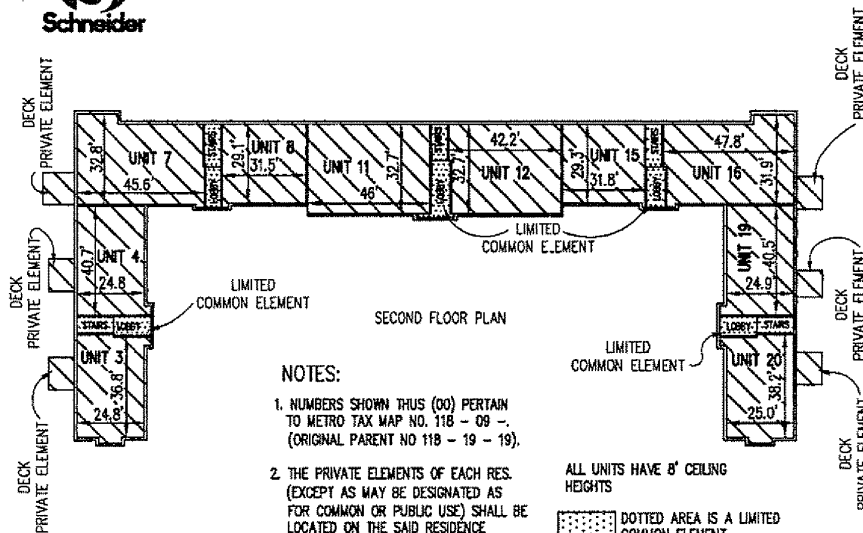 Schneider
DECK
PRIVATE ELEMENT
DECK
PRIVATE ELEMENT
DECK
PRIVATE ELEMENT
DECK
PRIVATE ELEMENT
DECK
PRIVATE ELEMENT
DECK
PRIVATE ELEMENT
32.8'
UNIT 7
45.6'
STAIRS
LOBBY
29.1'
UNIT 8
31.5'
UNIT 11
46'
32.7'
STAIRS
LOBBY
32.7'
42.2'
UNIT 12
29.3'
UNIT 15
31.8'
STAIRS
LOBBY
47.8'
UNIT 16
31.9'
40.7'
UNIT 4
24.8
LIMITED
COMMON ELEMENT
UNIT 19
40.5'
24.9'
STAIRS
LOBBY
LIMITED
COMMON ELEMENT
SECOND FLOOR PLAN
LIMITED
COMMON ELEMENT
LOBBY
STAIRS
UNIT 3
36.8'
24.8'
UNIT 20
38.2'
25.0'
NOTES:
1. NUMBERS SHOWN THUS (00) PERTAIN
TO METRO TAX MAP NO. 118 - 09 -.
(ORIGINAL PARENT NO 118 - 19 - 19).
2. THE PRIVATE ELEMENTS OF EACH RES.
(EXCEPT AS MAY BE DESIGNATED AS
FOR COMMON OR PUBLIC USE) SHALL BE
LOCATED ON THE SAID RESIDENCE
ALL UNITS HAVE 8' CEILING
HEIGHTS
DOTTED AREA IS A LIMITED
COMMON ELEMENT